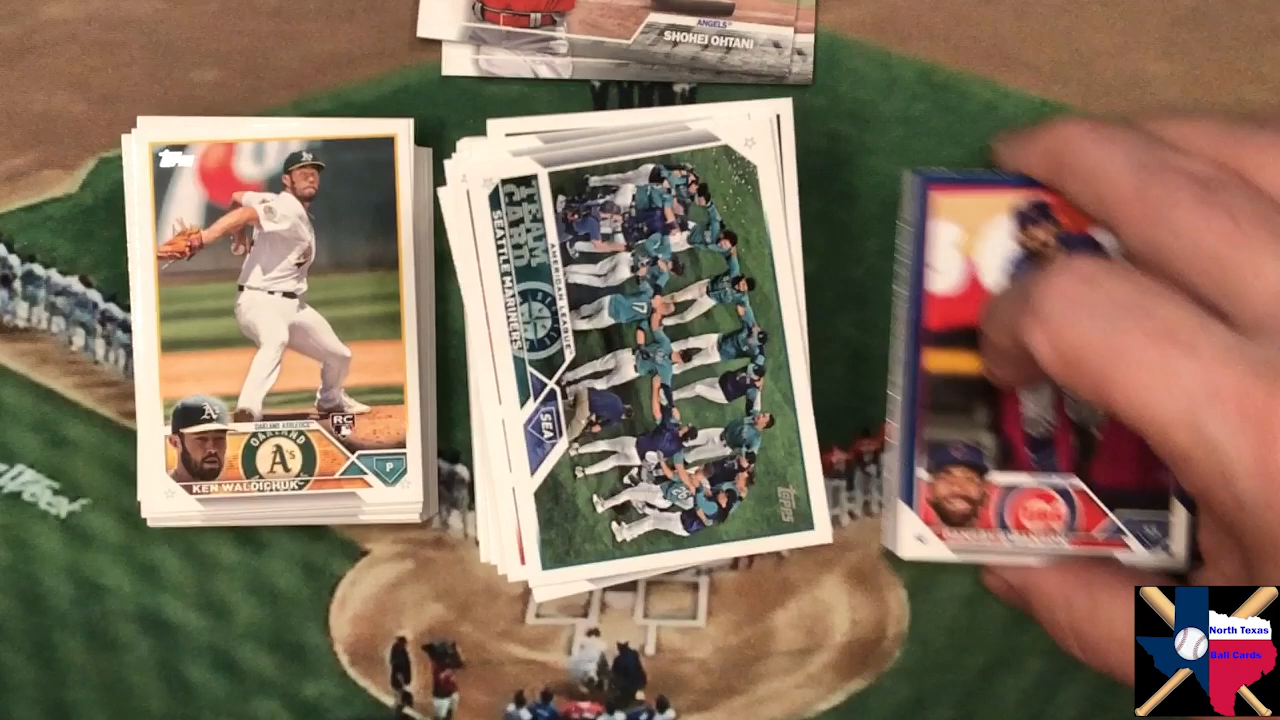 ANGELS
SHOHEI OHTANI
Topps
OAKLAND ATHLETICS
RC
OAKLAND
A's
P
KEN WALDICHUK
TEAM
CARD
SEATTLE MARINERS
AMERICAN LEAGUE
SEA
TOPPS
North Texas
Ball Cards